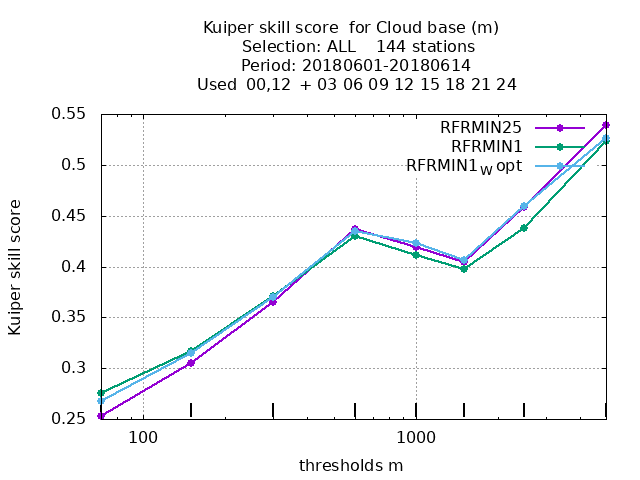 Kuiper skill score  for Cloud base (m)
Selection: ALL    144 stations
Period: 20180601-20180614
Used  00,12  + 03 06 09 12 15 18 21 24
0.55
0.5
0.45
0.4
0.35
0.3
0.25
Kuiper skill score
RFRMIN25
RFRMIN1
RFRMIN1W opt
100
1000
thresholds m